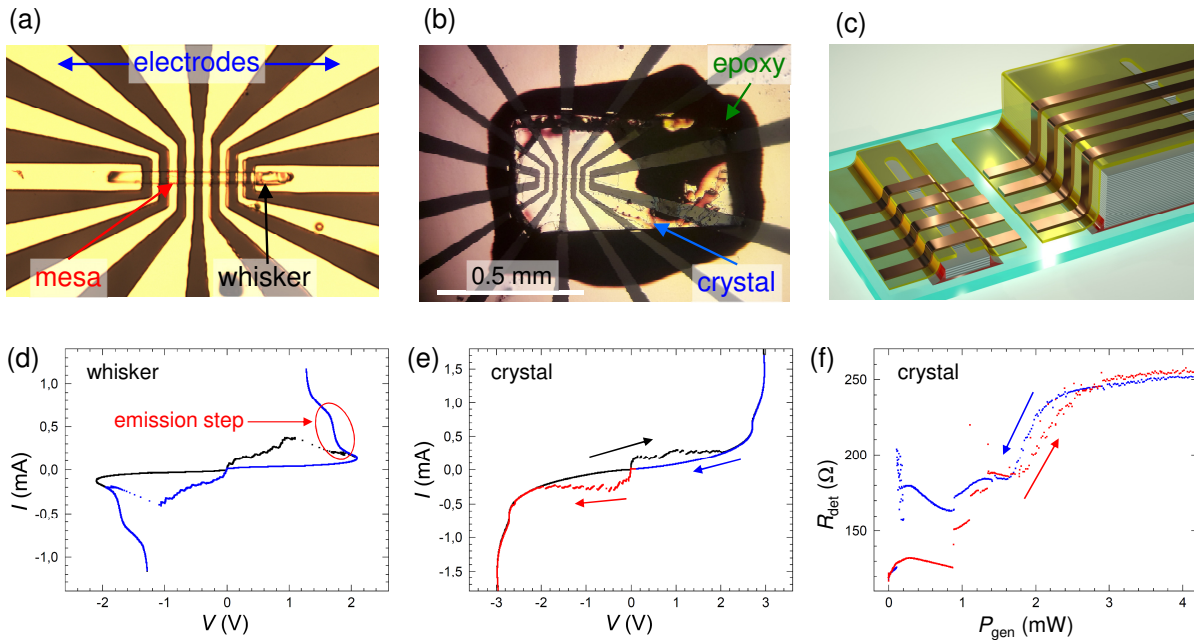 (a)
electrodes
mesa
whisker
(b)
epoxy
0.5 mm
crystal
(c)
(d)
whisker
emission step
1,0
0,5
0,0
-0,5
-1,0
I (mA)
-2
-1
0
1
2
V (V)
(e)
crystal
1,5
1,0
0,5
0,0
-0,5
-1,0
-1,5
I (mA)
-3
-2
-1
0
1
2
3
V (V)
(f)
crystal
250
200
150
R_det (Ω)
0
1
2
3
4
P_gen (mW)